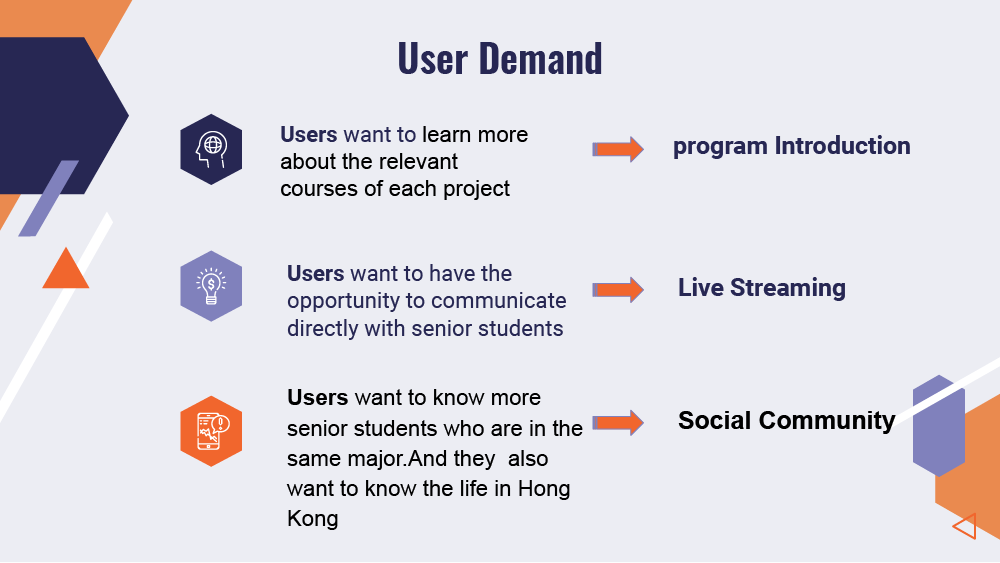 User Demand
Users want to learn more
about the relevant
courses of each project
program Introduction
Users want to have the
opportunity to communicate
directly with senior students
Live Streaming
Users want to know more
senior students who are in the
same major.And they  also
want to know the life in Hong
Kong
Social Community